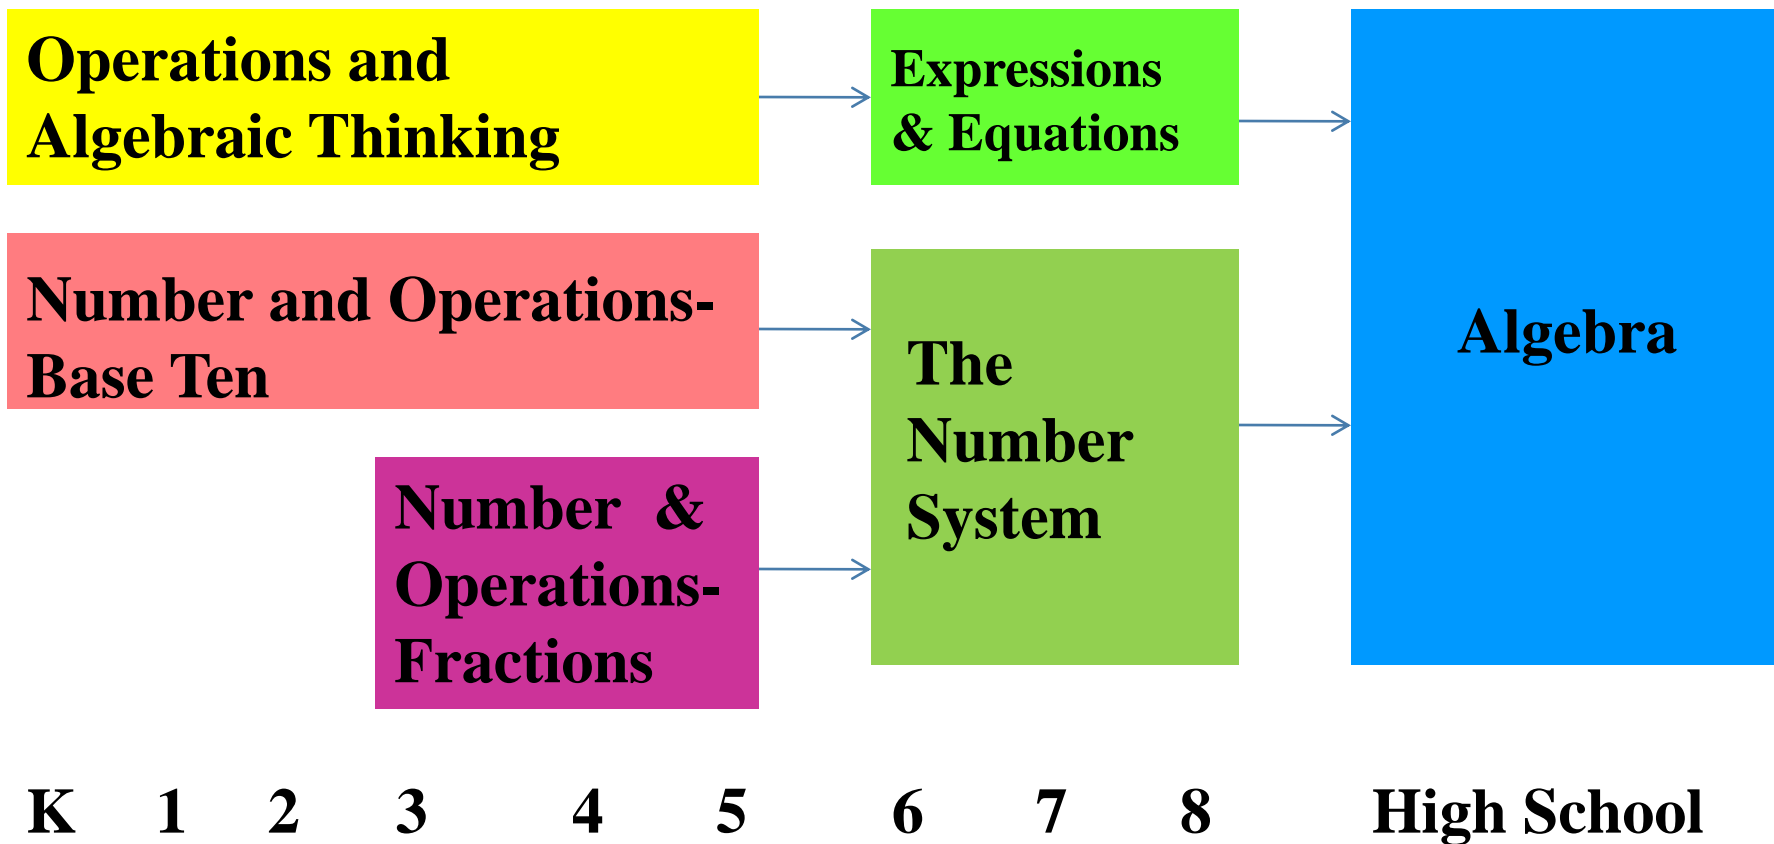 Operations and
Algebraic Thinking
Expressions
& Equations
Number and Operations-
Base Ten
Number & 
Operations-
Fractions
The
Number
System
Algebra
K 1 2 3 4 5 6 7 8 High School